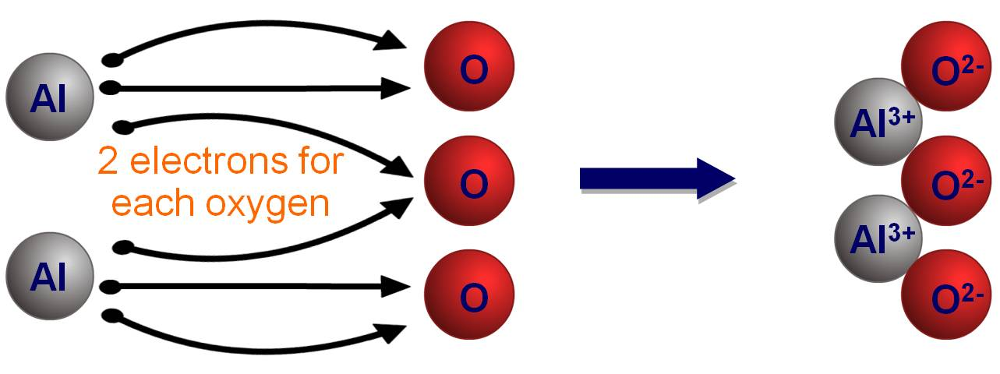 Al
O
2 electrons for
each oxygen
O
Al
O
O²⁻
Al³⁺
O²⁻
Al³⁺
O²⁻